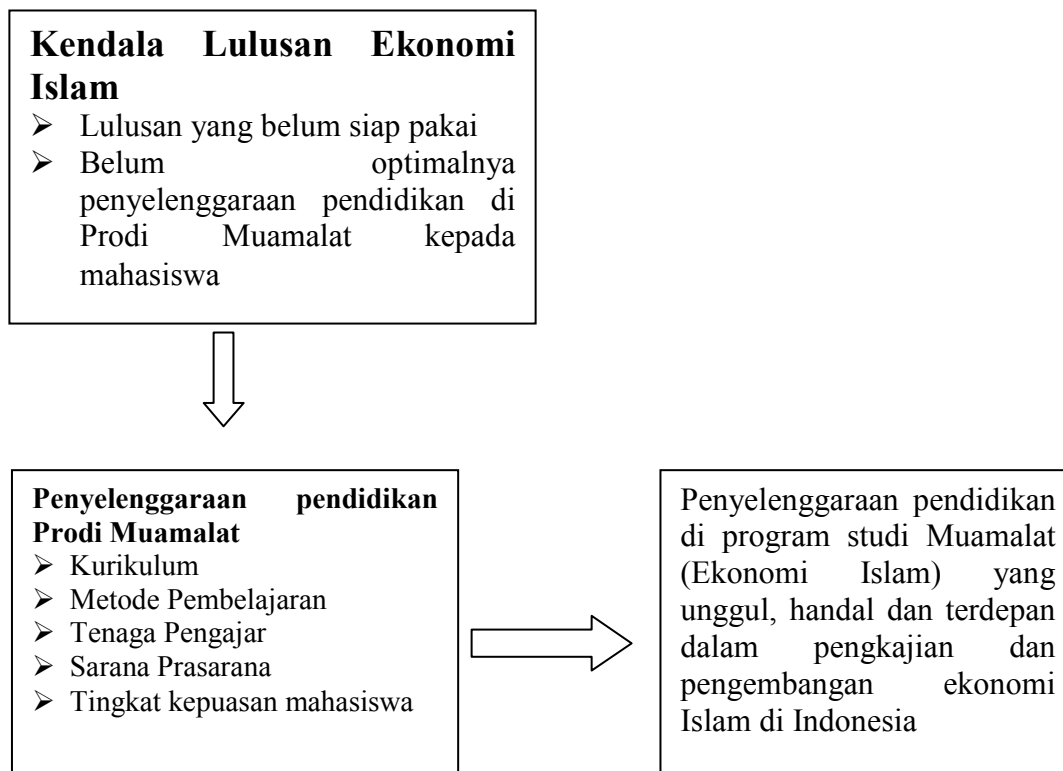 Kendala Lulusan Ekonomi
Islam
➢ Lulusan yang belum siap pakai
➢ Belum optimalnya
penyelenggaraan pendidikan di
Prodi Muamalat kepada
mahasiswa
Penyelenggaraan pendidikan
Prodi Muamalat
➢ Kurikulum
➢ Metode Pembelajaran
➢ Tenaga Pengajar
➢ Sarana Prasarana
➢ Tingkat kepuasan mahasiswa
Penyelenggaraan pendidikan
di program studi Muamalat
(Ekonomi Islam) yang
unggul, handal dan terdepan
dalam pengkajian dan
pengembangan ekonomi
Islam di Indonesia